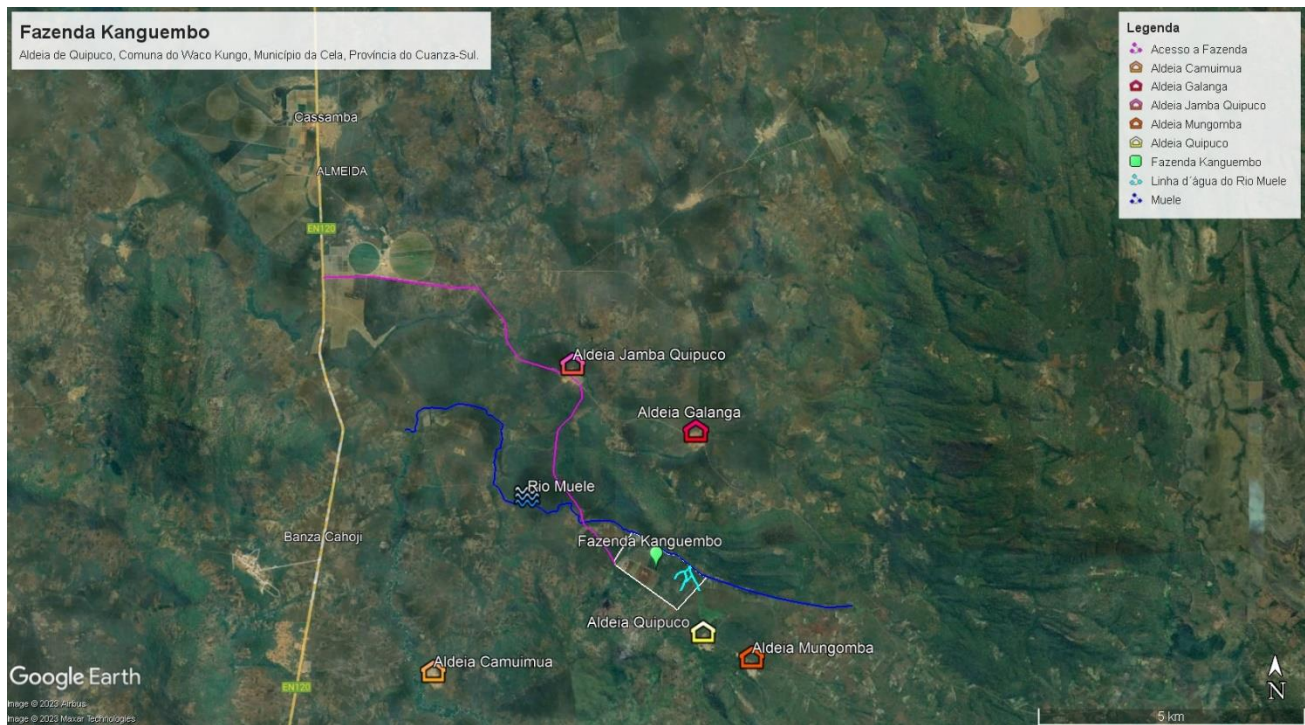 Fazenda Kanguembo
Aldeia de Quipuco, Comuna do Waco Kungo, Município da Cela, Província do Cuanza-Sul.
Legenda
Acesso a Fazenda
Aldeia Camuimua
Aldeia Galanga
Aldeia Jamba Quipuco
Aldeia Mungomba
Aldeia Quipuco
Fazenda Kanguembo
Linha d´água do Rio Muele
Muele
Cassamba
ALMEIDA
EN120
Aldeia Jamba Quipuco
Aldeia Galanga
Rio Muele
Banza Cahoji
Fazenda Kanguembo
Aldeia Quipuco
Aldeia Mungomba
Aldeia Camuimua
EN120
Google Earth
Image © 2023 Airbus
Image © 2023 Maxar Technologies
N
5 km